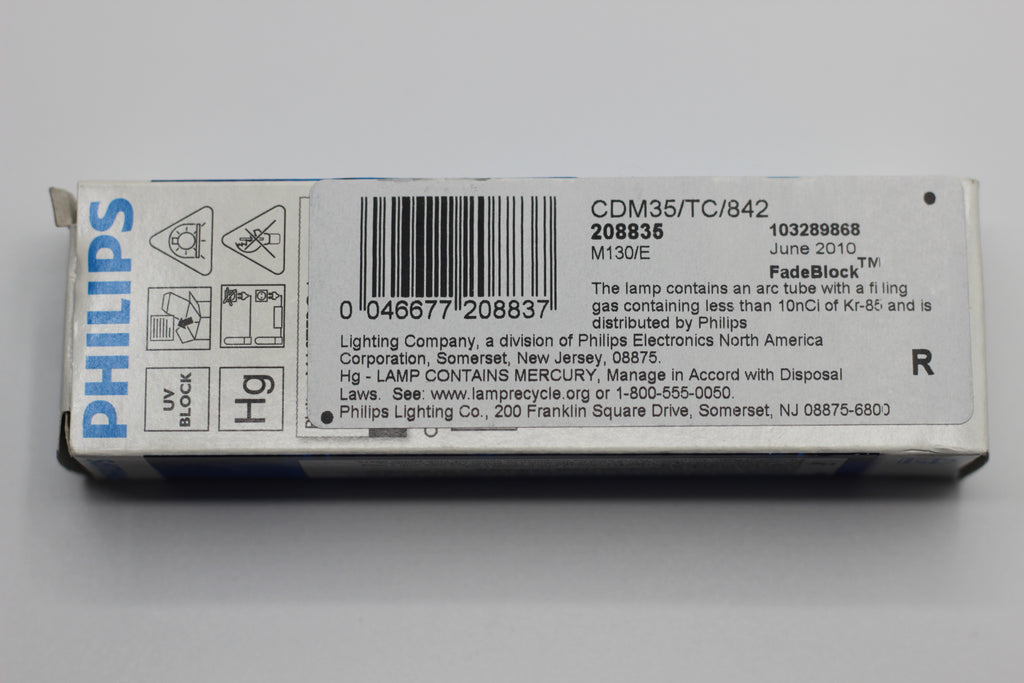 PHILIPS
UV
BLOCK
Hg
0 046677 208837
CDM35/TC/842
208835
103289868
M130/E
June 2010
FadeBlock™
The lamp contains an arc tube with a filling
gas containing less than 10nCi of Kr-85 and is
distributed by Philips
Lighting Company, a division of Philips Electronics North America
Corporation, Somerset, New Jersey, 08875.
Hg - LAMP CONTAINS MERCURY, Manage in Accord with Disposal
Laws. See: www.lamprecycle.org or 1-800-555-0050.
Philips Lighting Co., 200 Franklin Square Drive, Somerset, NJ 08875-6800
R